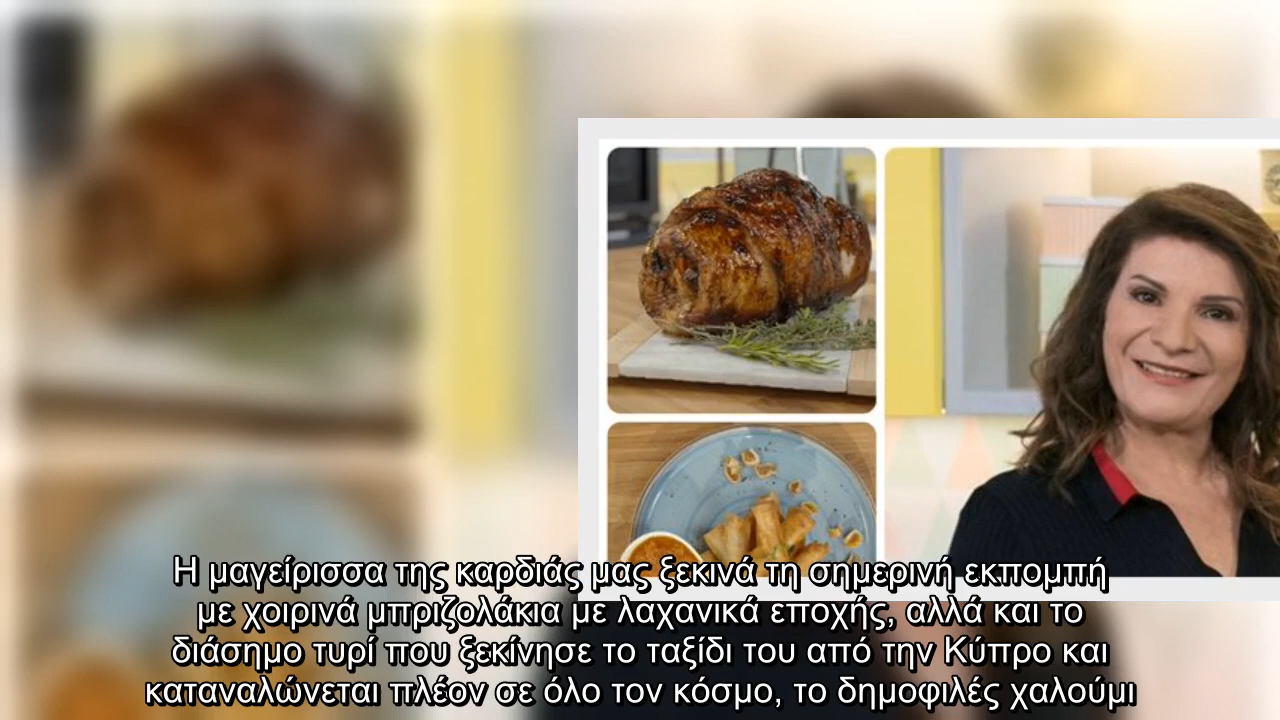 Η μαγείρισσα της καρδιάς μας ξεκινά τη σημερινή εκπομπή
με χοιρινά μπριζολάκια με λαχανικά εποχής, αλλά και το
διάσημο τυρί που ξεκίνησε το ταξίδι του από την Κύπρο και
καταναλώνεται πλέον σε όλο τον κόσμο, το δημοφιλές χαλούμι